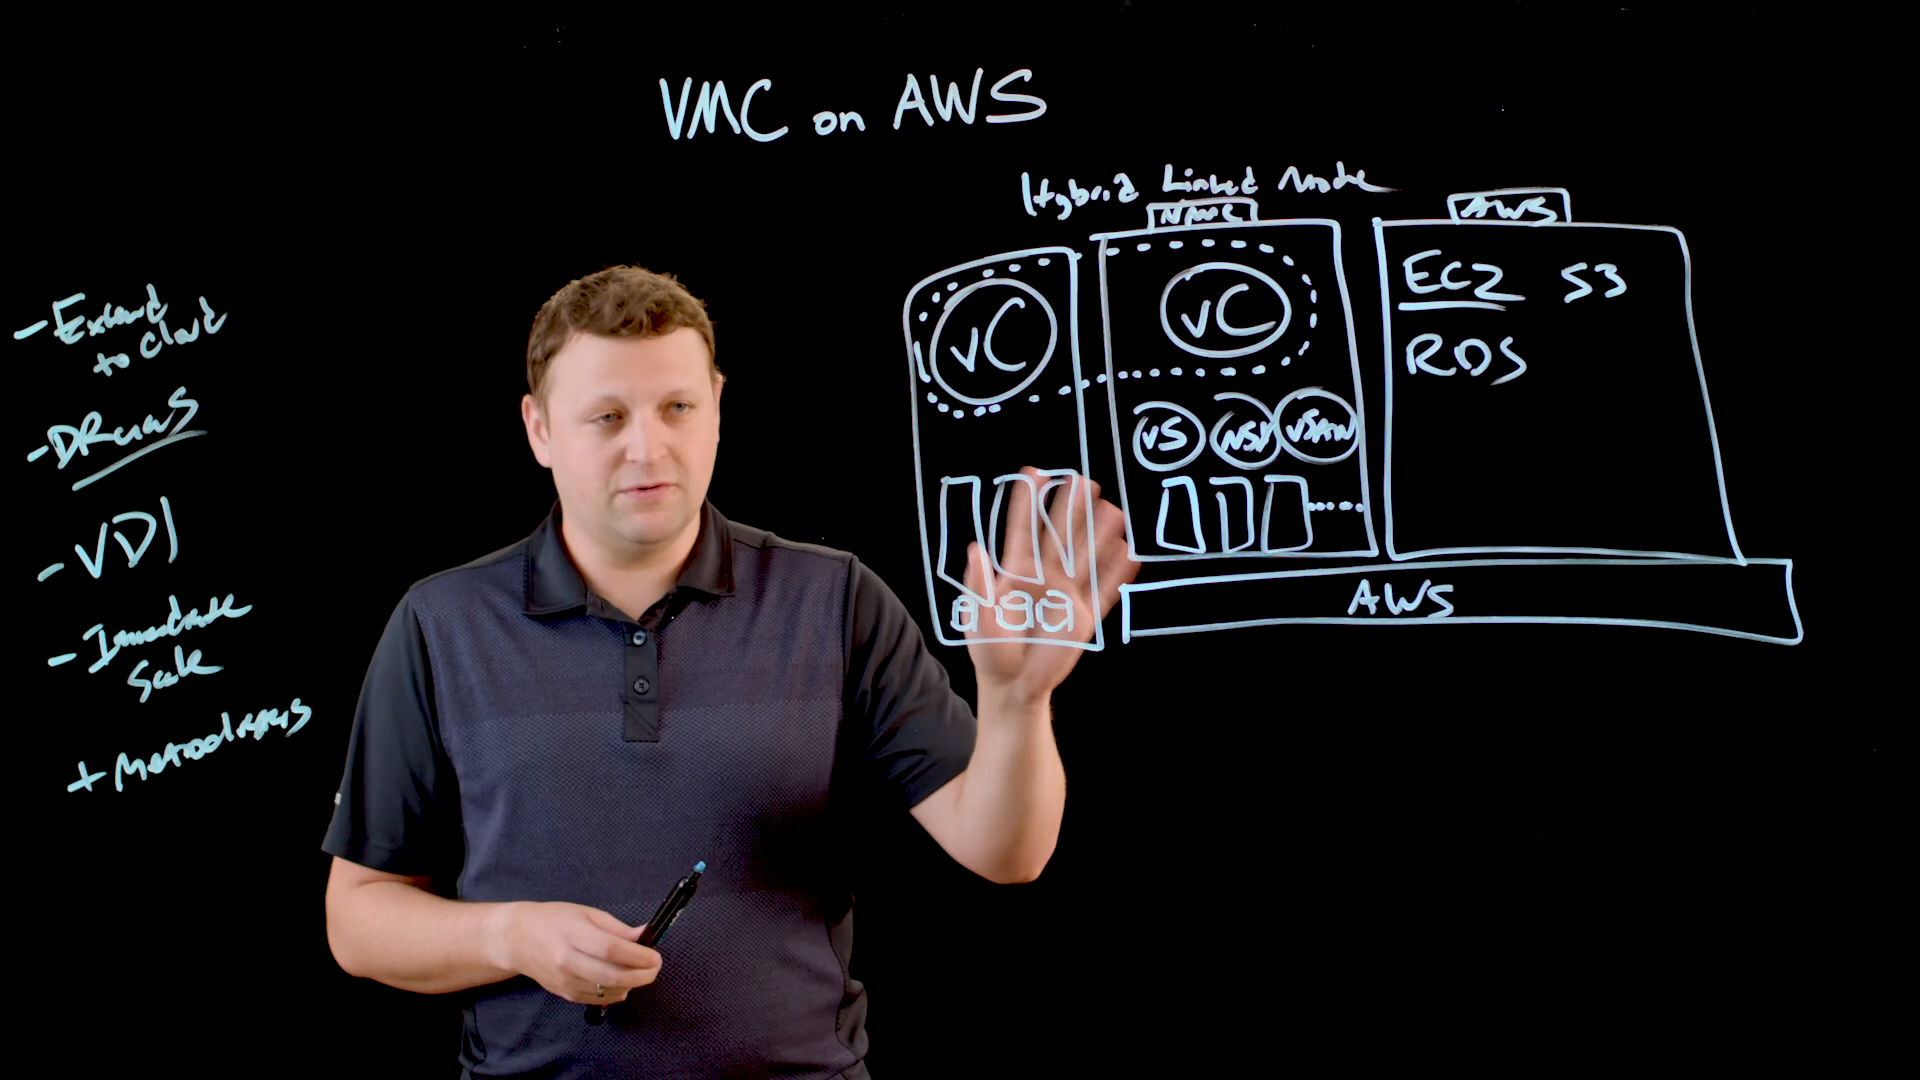 VMC on AWS
Hybrid Linked Mode
VMC
AWS
vC
vC
EC2 S3
RDS
vS
NSX
vSAN
AWS
- Extend
to Cloud
- DRaaS
- VDI
- Immediate
Scale